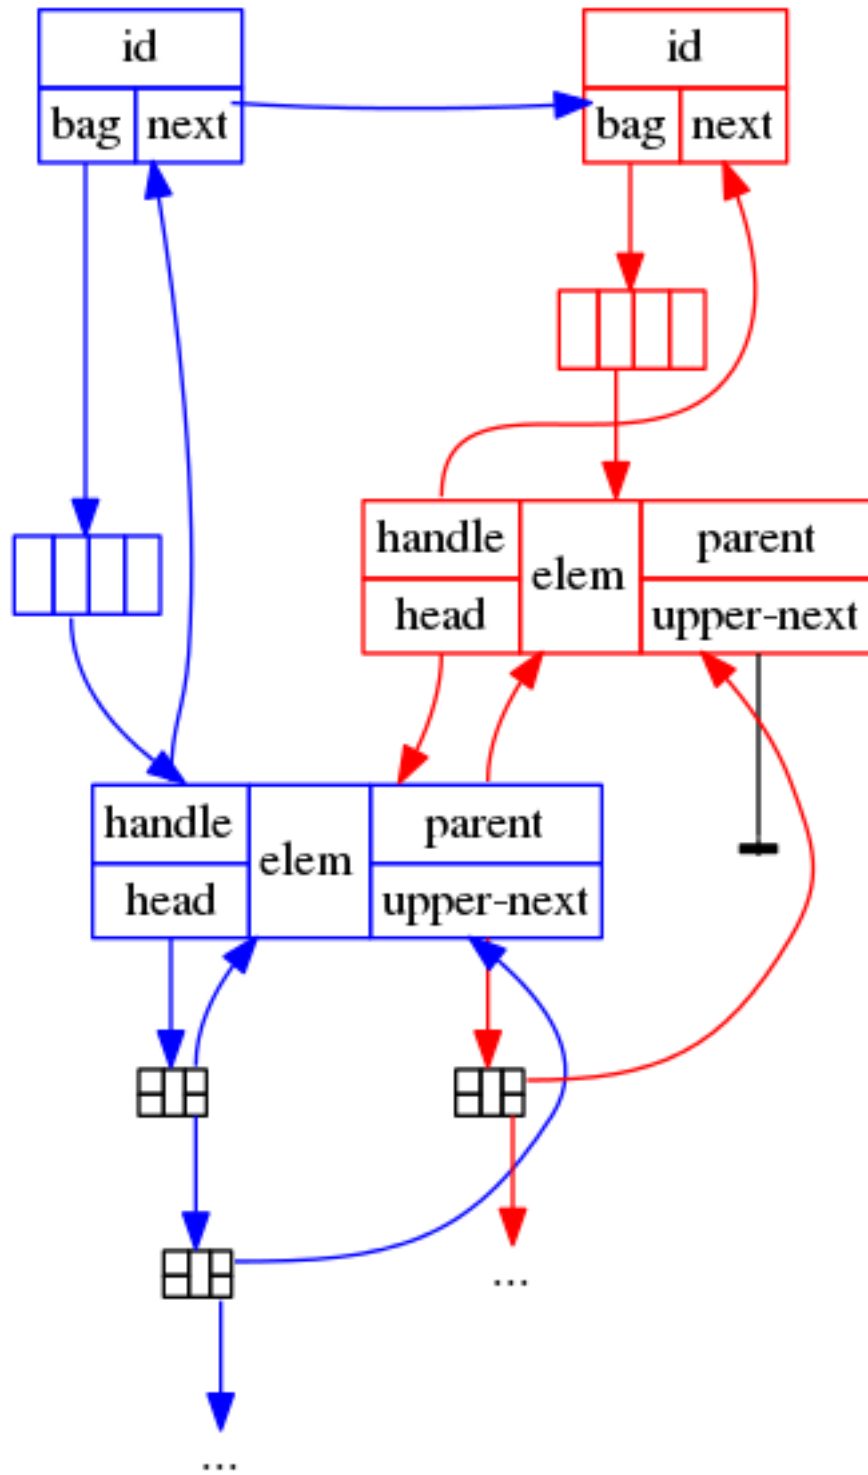 id
bag next
id
bag next
handle
head
elem
parent
upper-next
handle
head
elem
parent
upper-next
...
...